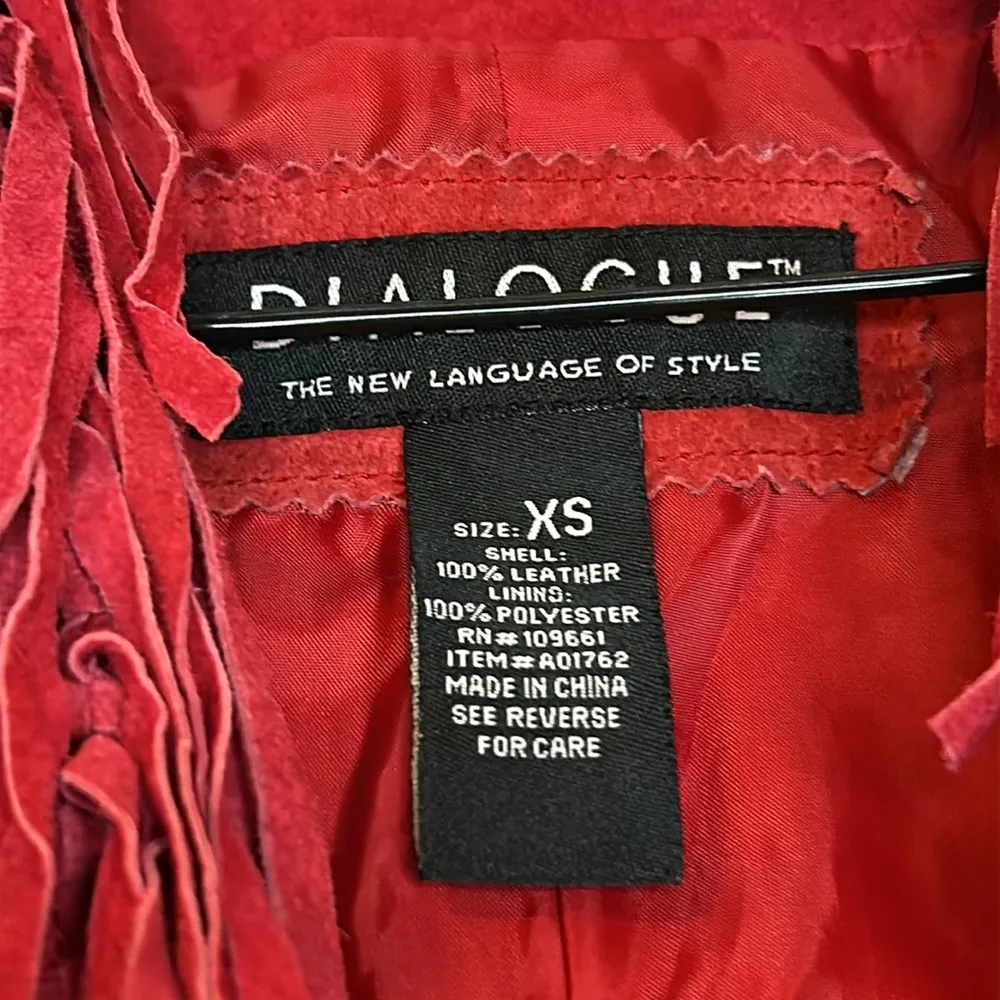 DIALOGUE™
THE NEW LANGUAGE OF STYLE
SIZE: XS
SHELL:
100% LEATHER
LINING:
100% POLYESTER
RN# 109661
ITEM# A01762
MADE IN CHINA
SEE REVERSE
FOR CARE